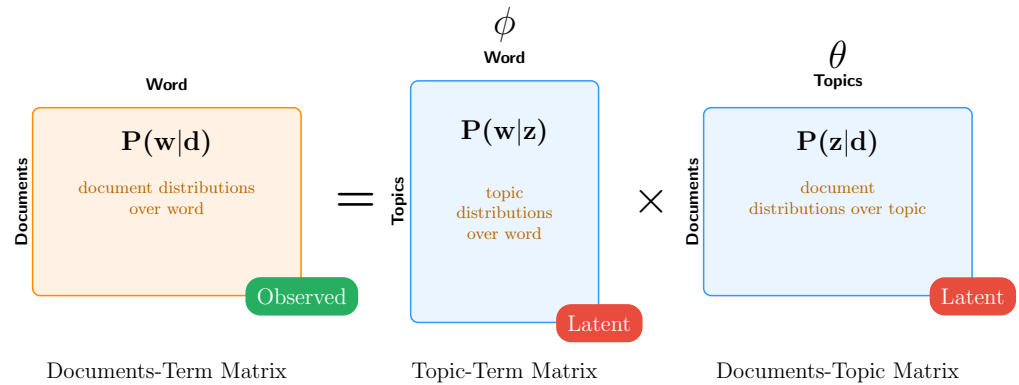 Word
Documents
P(w|d)
document distributions
over word
Observed
Documents-Term Matrix
=
ϕ
Word
Topics
P(w|z)
topic
distributions
over word
Latent
Topic-Term Matrix
×
θ
Topics
Documents
P(z|d)
document
distributions over topic
Latent
Documents-Topic Matrix